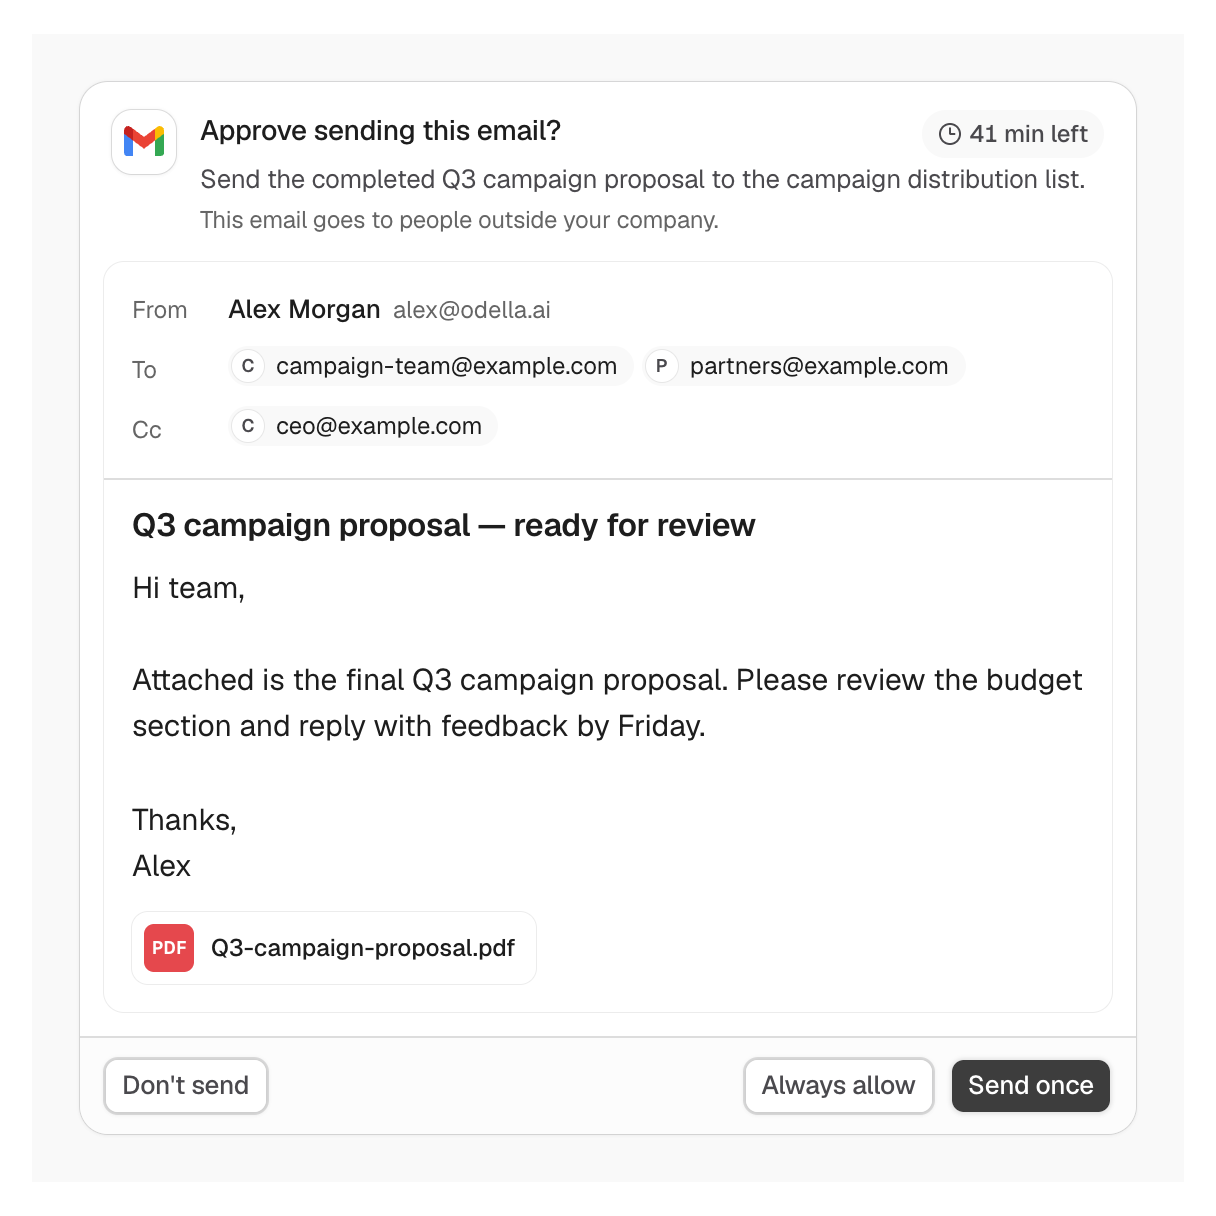 Approve sending this email?
41 min left
Send the completed Q3 campaign proposal to the campaign distribution list.
This email goes to people outside your company.
From Alex Morgan alex@odella.ai
To C campaign-team@example.com P partners@example.com
Cc C ceo@example.com
Q3 campaign proposal — ready for review
Hi team,
Attached is the final Q3 campaign proposal. Please review the budget
section and reply with feedback by Friday.
Thanks,
Alex
PDF Q3-campaign-proposal.pdf
Don't send Always allow Send once